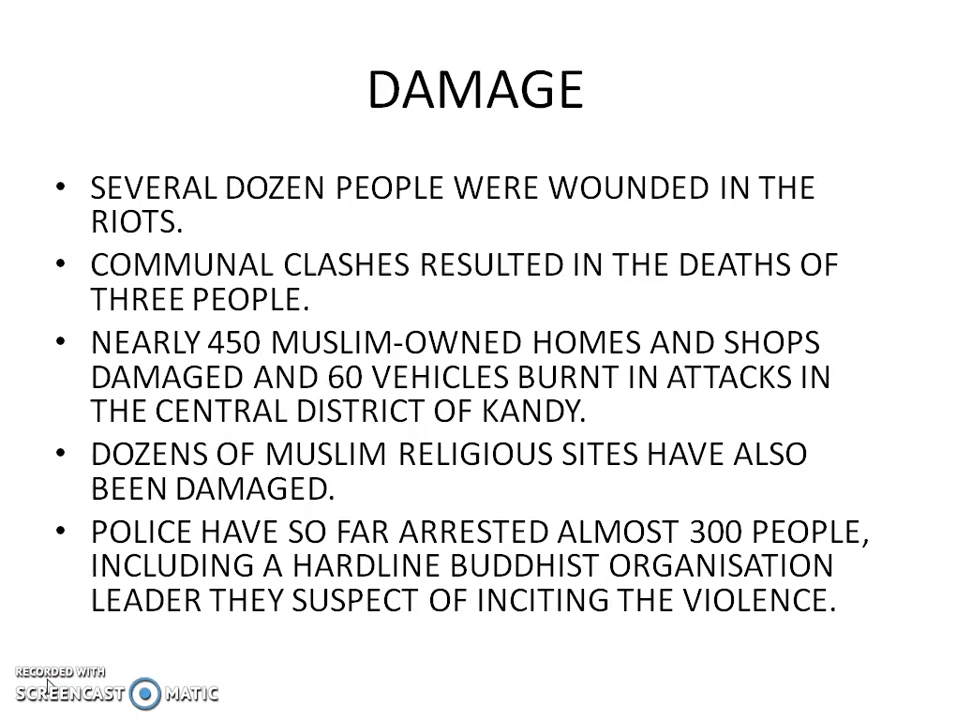 DAMAGE
• SEVERAL DOZEN PEOPLE WERE WOUNDED IN THE
RIOTS.
• COMMUNAL CLASHES RESULTED IN THE DEATHS OF
THREE PEOPLE.
• NEARLY 450 MUSLIM-OWNED HOMES AND SHOPS
DAMAGED AND 60 VEHICLES BURNT IN ATTACKS IN
THE CENTRAL DISTRICT OF KANDY.
• DOZENS OF MUSLIM RELIGIOUS SITES HAVE ALSO
BEEN DAMAGED.
• POLICE HAVE SO FAR ARRESTED ALMOST 300 PEOPLE,
INCLUDING A HARDLINE BUDDHIST ORGANISATION
LEADER THEY SUSPECT OF INCITING THE VIOLENCE.
RECORDED WITH
SCREENCAST MATIC